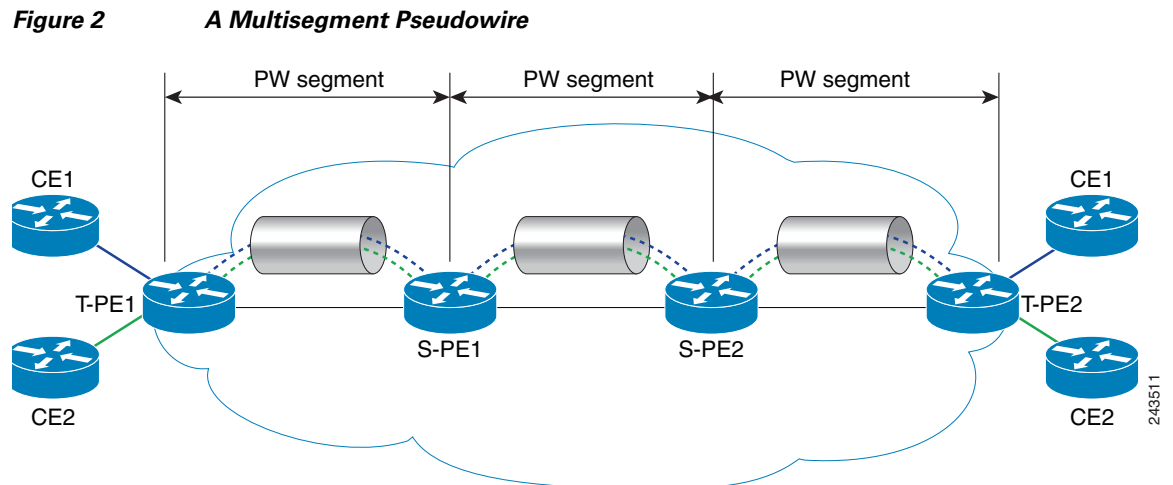 Figure 2 A Multisegment Pseudowire
PW segment PW segment PW segment
CE1 CE1
T-PE1 T-PE2
S-PE1 S-PE2
CE2 CE2
243511